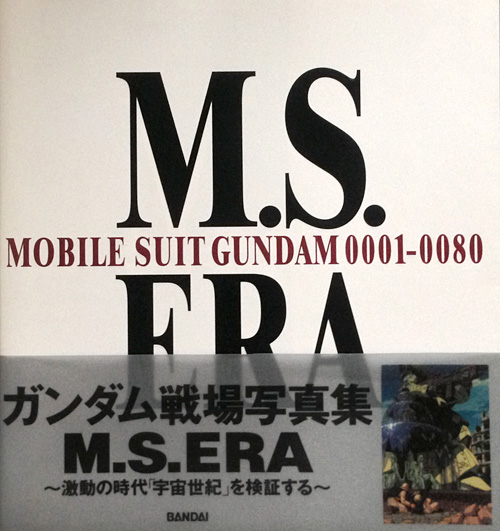 M.S.
MOBILE SUIT GUNDAM 0001-0080
ERA
ガンダム戦場写真集
M.S.ERA
〜激動の時代「宇宙世紀」を検証する〜
BANDAI